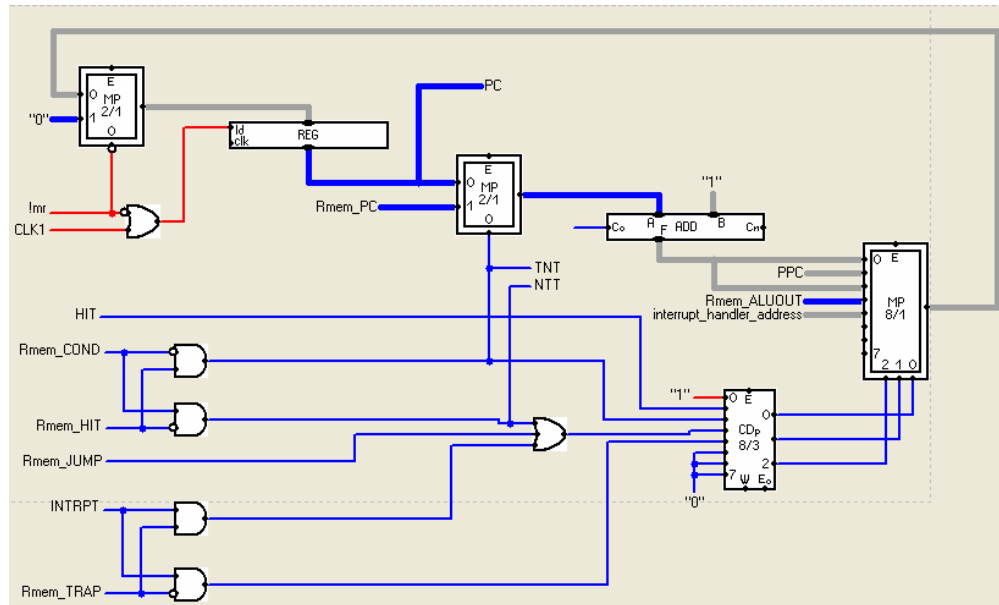 E
0 MP
1 2/1
0
"0"
PC
ld REG
clk
E
0 MP
1 2/1
0
Rmem_PC
"1"
!mr
CLK1
Co A F ADD B Cn
TNT
NTT
PPC
0 E
Rmem_ALUOUT
MP
8/1
interrupt_handler_address
7
2 1 0
HIT
Rmem_COND
"1"
0 E
0
CDp
8/3
2
7 W Eo
Rmem_HIT
Rmem_JUMP
"0"
INTRPT
Rmem_TRAP